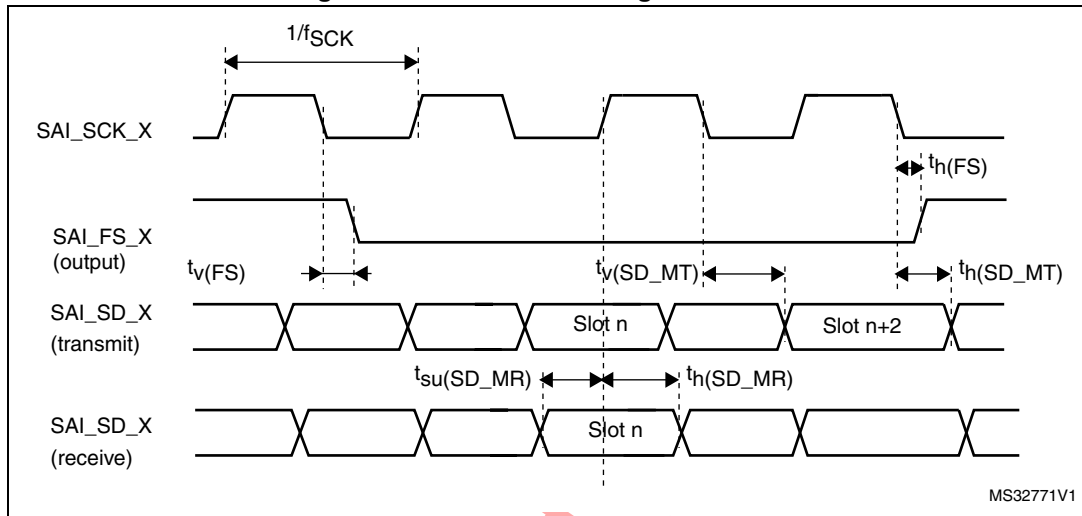 1/fSCK
SAI_SCK_X
th(FS)
SAI_FS_X
(output)
tv(FS)
tv(SD_MT)
th(SD_MT)
SAI_SD_X
(transmit)
Slot n
Slot n+2
tsu(SD_MR)
th(SD_MR)
SAI_SD_X
(receive)
Slot n
MS32771V1